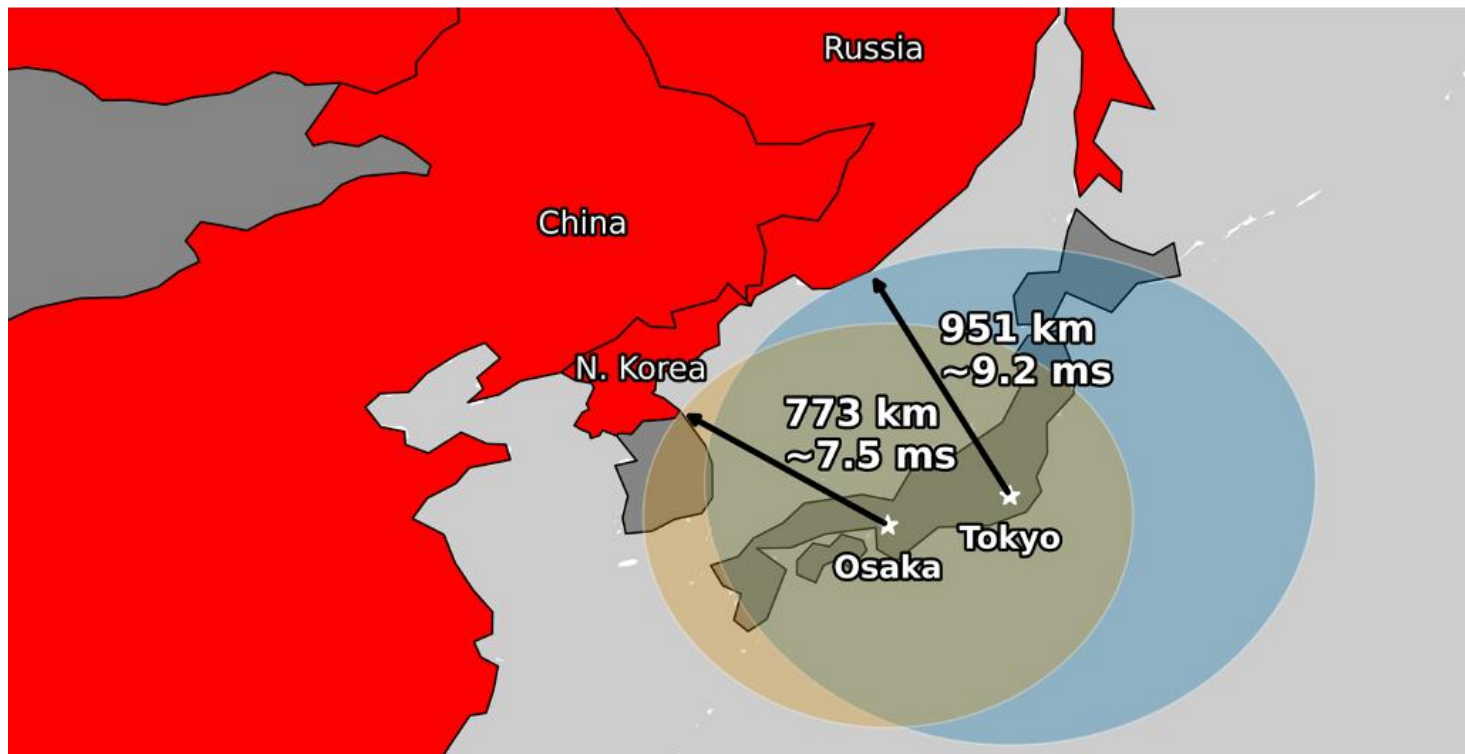 Russia
China
951 km
~9.2 ms
N. Korea
773 km
~7.5 ms
Tokyo
Osaka